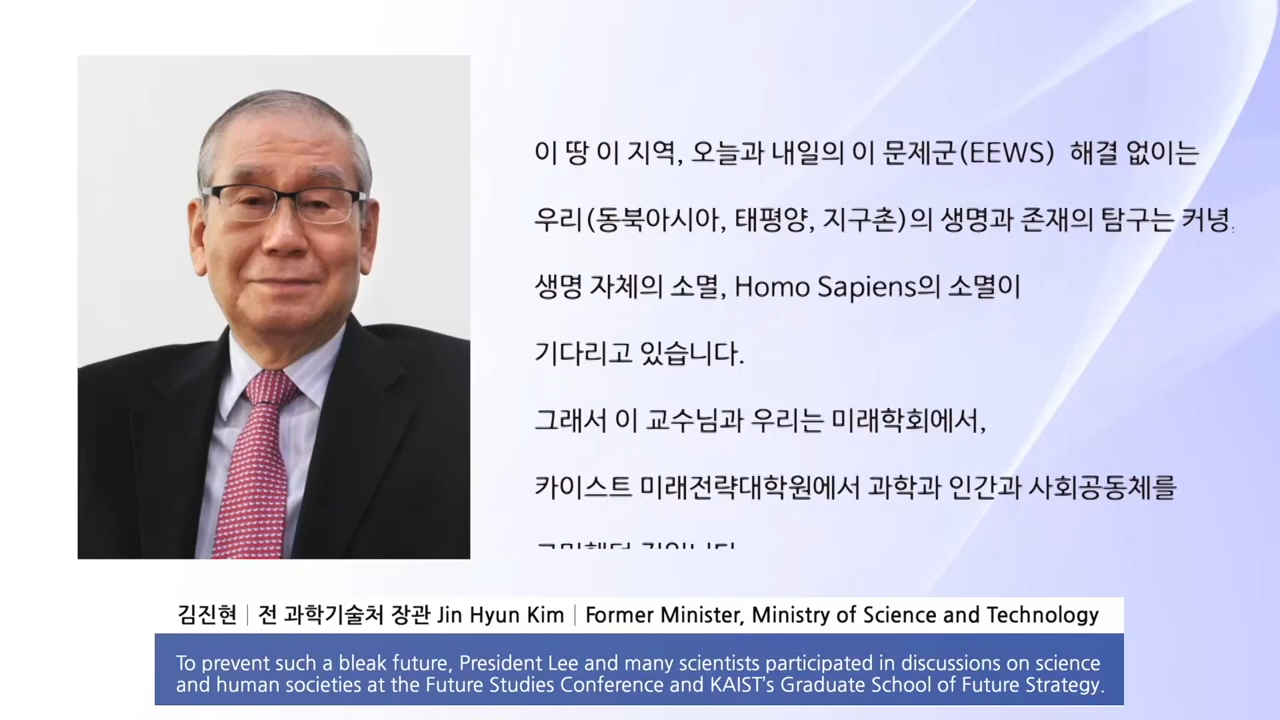 이 땅 이 지역, 오늘과 내일의 이 문제군(EEWS) 해결 없이는
우리(동북아시아, 태평양, 지구촌)의 생명과 존재의 탐구는 커녕,
생명 자체의 소멸, Homo Sapiens의 소멸이
기다리고 있습니다.
그래서 이 교수님과 우리는 미래학회에서,
카이스트 미래전략대학원에서 과학과 인간과 사회공동체를
김진현 | 전 과학기술처 장관 Jin Hyun Kim | Former Minister, Ministry of Science and Technology
To prevent such a bleak future, President Lee and many scientists participated in discussions on science
and human societies at the Future Studies Conference and KAIST's Graduate School of Future Strategy.